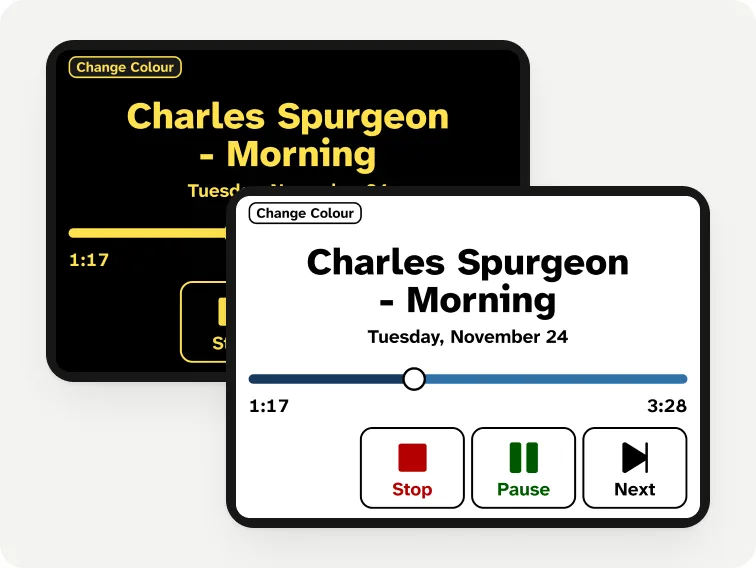 Change Colour
Charles Spurgeon
- Morning
1:17
Change Colour
Charles Spurgeon
- Morning
Tuesday, November 24
1:17
3:28
Stop
Pause
Next